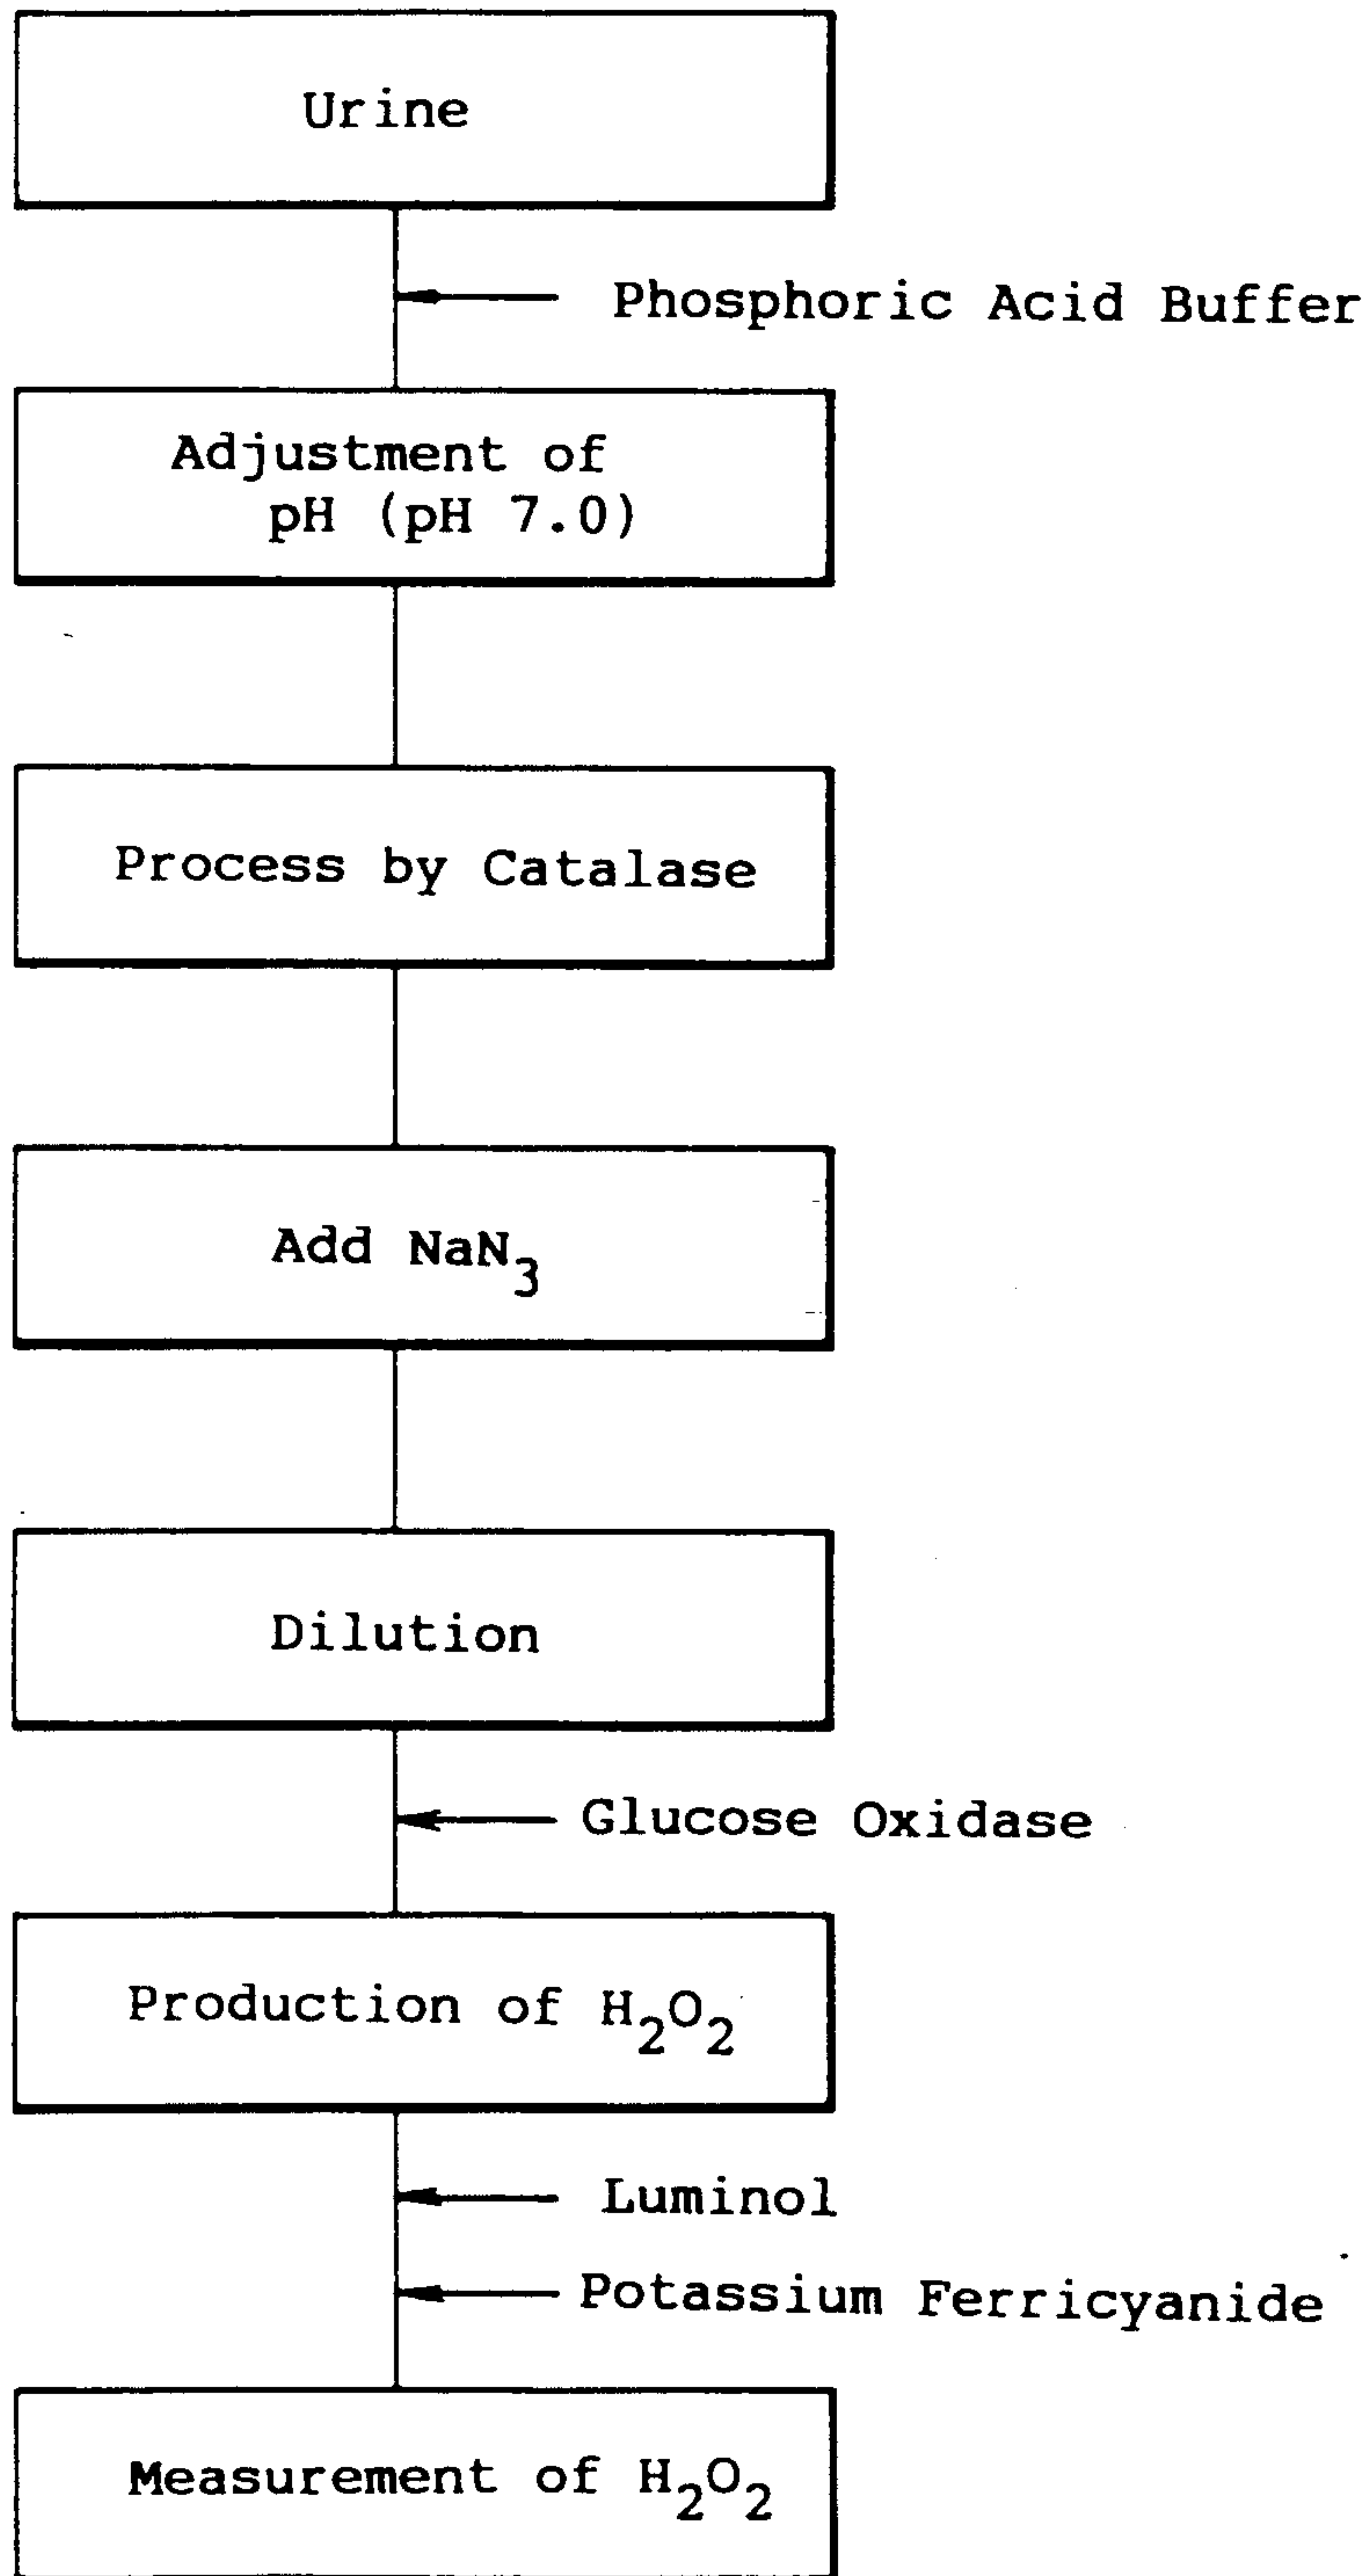 Urine
Phosphoric Acid Buffer
Adjustment of
pH (pH 7.0)
Process by Catalase
Add NaN₃
Dilution
Glucose Oxidase
Production of H₂O₂
Luminol
Potassium Ferricyanide
Measurement of H₂O₂